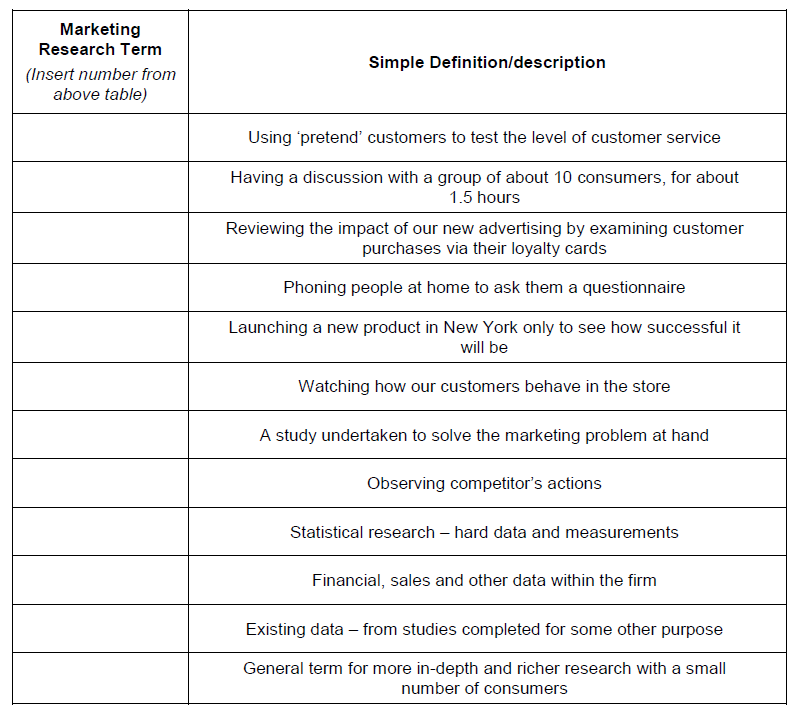 Marketing
Research Term
(Insert number from
above table)
Simple Definition/description
Using ‘pretend’ customers to test the level of customer service
Having a discussion with a group of about 10 consumers, for about
1.5 hours
Reviewing the impact of our new advertising by examining customer
purchases via their loyalty cards
Phoning people at home to ask them a questionnaire
Launching a new product in New York only to see how successful it
will be
Watching how our customers behave in the store
A study undertaken to solve the marketing problem at hand
Observing competitor’s actions
Statistical research – hard data and measurements
Financial, sales and other data within the firm
Existing data – from studies completed for some other purpose
General term for more in-depth and richer research with a small
number of consumers